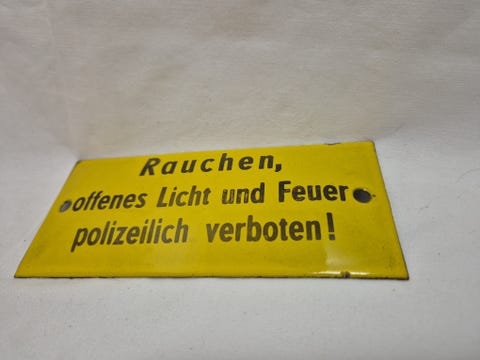 Rauchen,
offenes Licht und Feuer
polizeilich verboten!